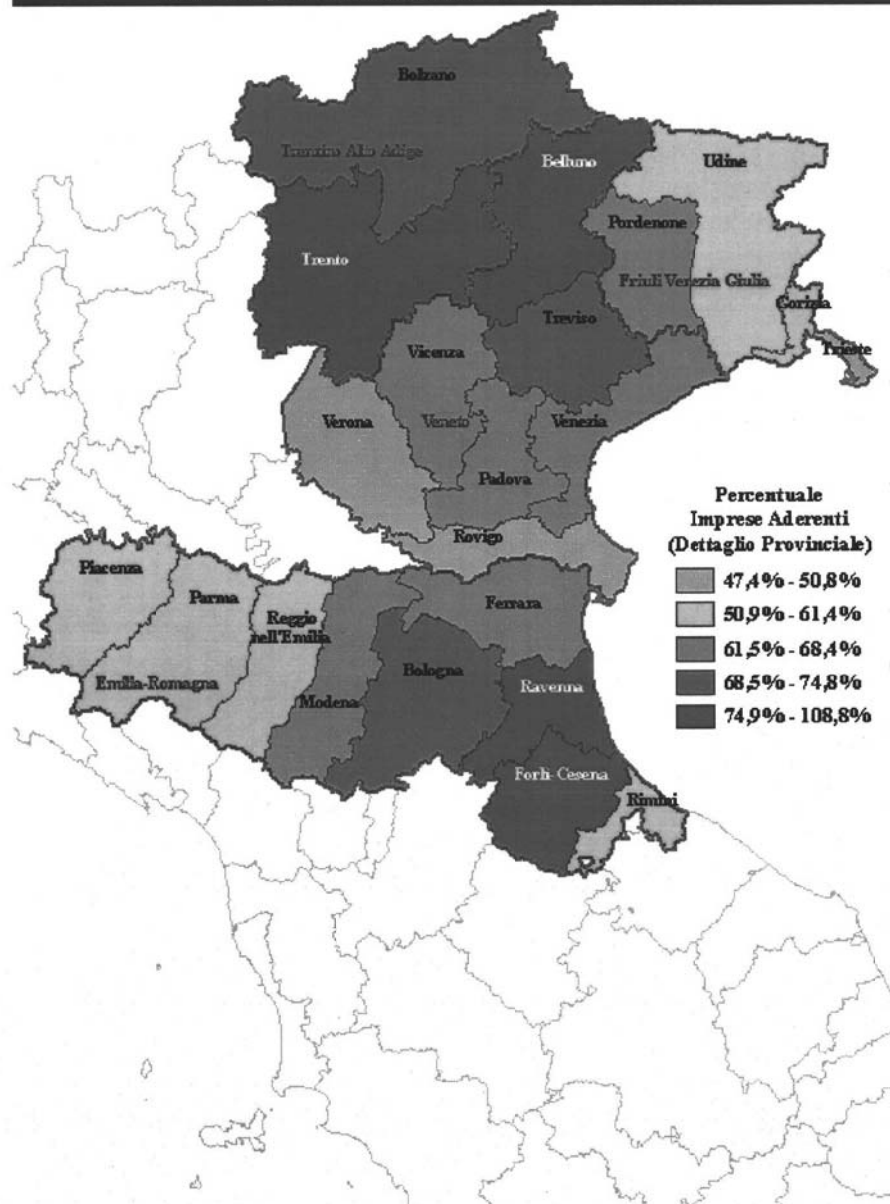 Bolzano
Trentino Alto Adige
Belluno
Udine
Trento
Pordenone
Friuli Venezia Giulia
Gorizia
Treviso
Trieste
Vicenza
Verona
Veneto
Venezia
Padova
Rovigo
Percentuale
Imprese Aderenti
(Dettaglio Provinciale)
47,4% - 50,8%
50,9% - 61,4%
61,5% - 68,4%
68,5% - 74,8%
74,9% - 108,8%
Piacenza
Parma
Reggio
nell'Emilia
Ferrara
Emilia-Romagna
Modena
Bologna
Ravenna
Forlì-Cesena
Rimini